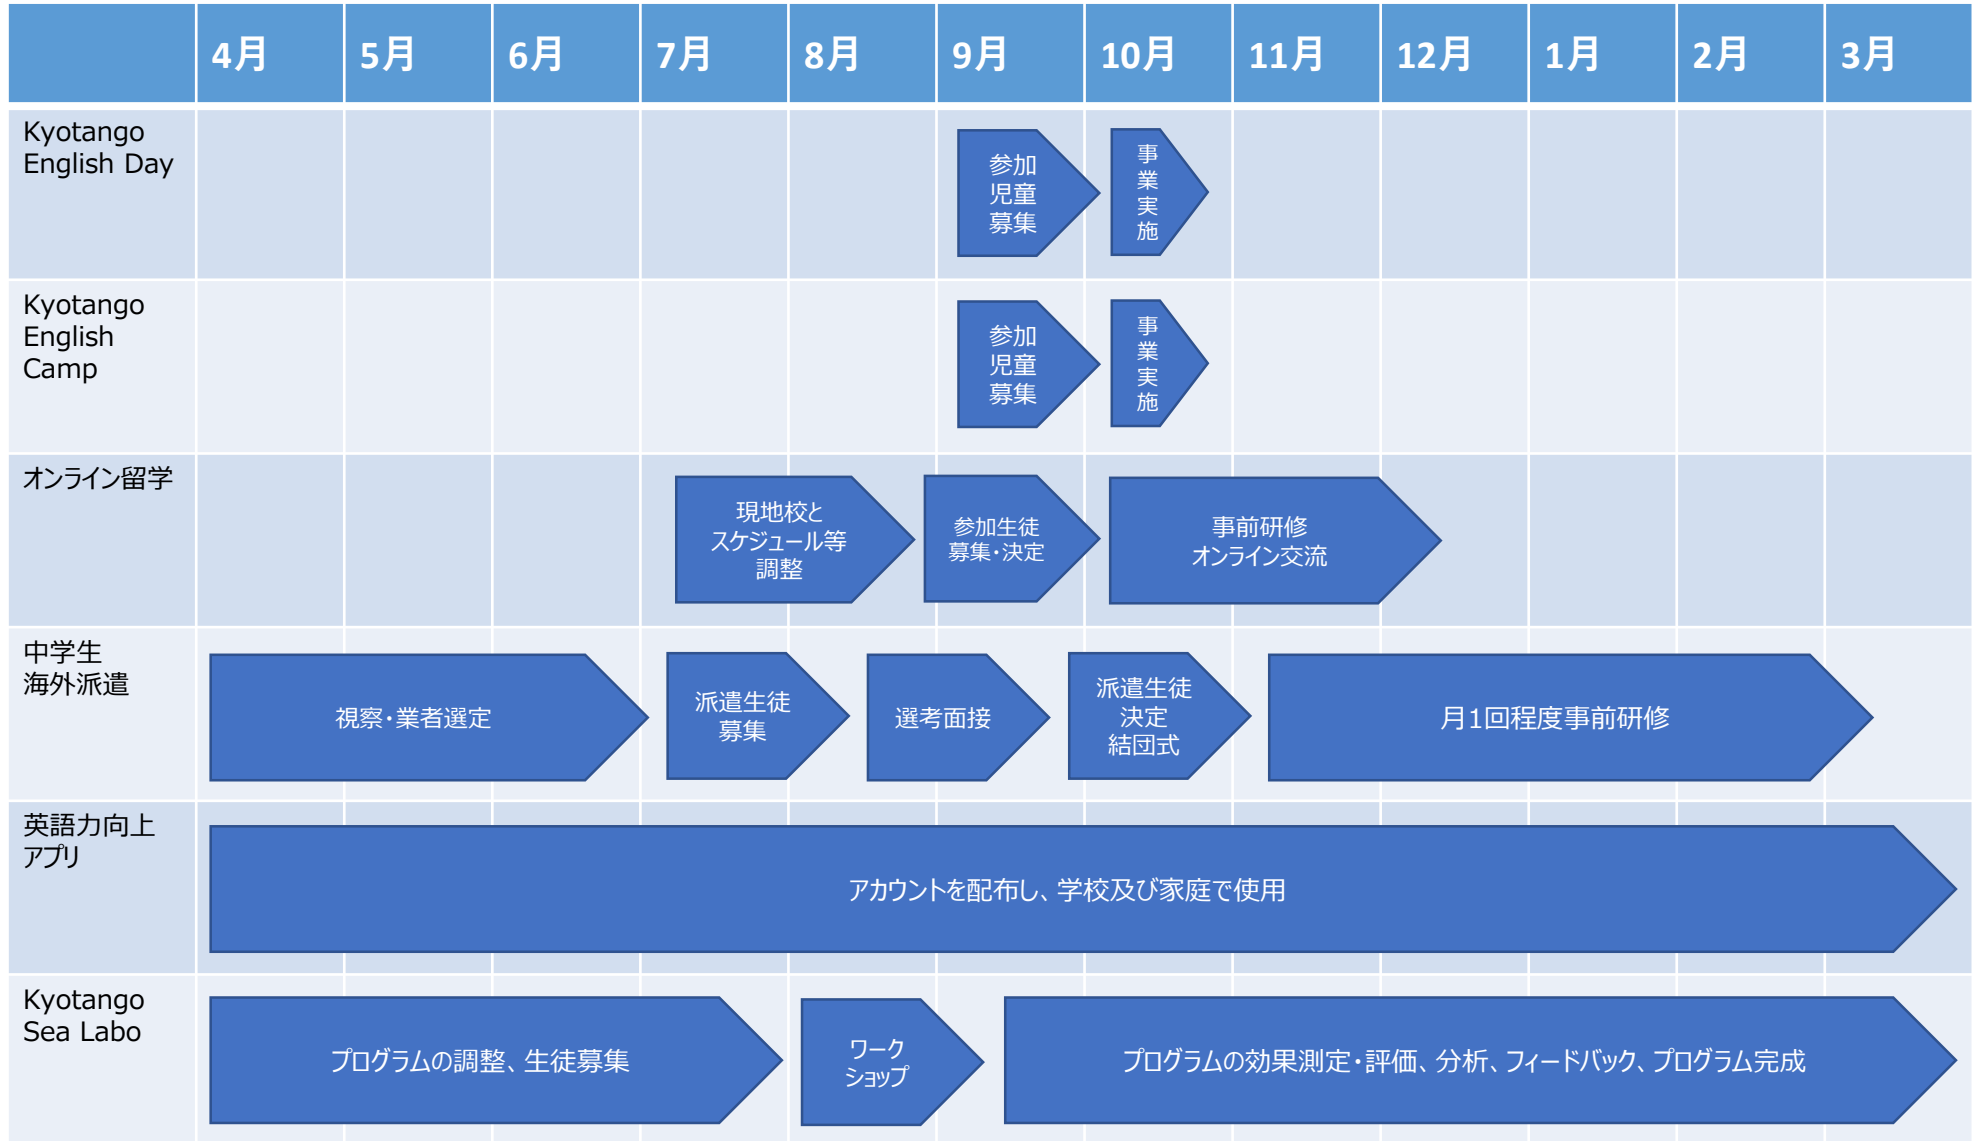 4月 5月 6月 7月 8月 9月 10月 11月 12月 1月 2月 3月
Kyotango
English Day
参加
児童
募集
事
業
実
施
Kyotango
English
Camp
参加
児童
募集
事
業
実
施
オンライン留学
現地校と
スケジュール等
調整
参加生徒
募集・決定
事前研修
オンライン交流
中学生
海外派遣
視察・業者選定
派遣生徒
募集
選考面接
派遣生徒
決定
結団式
月1回程度事前研修
英語力向上
アプリ
アカウントを配布し、学校及び家庭で使用
Kyotango
Sea Labo
プログラムの調整、生徒募集
ワーク
ショップ
プログラムの効果測定・評価、分析、フィードバック、プログラム完成